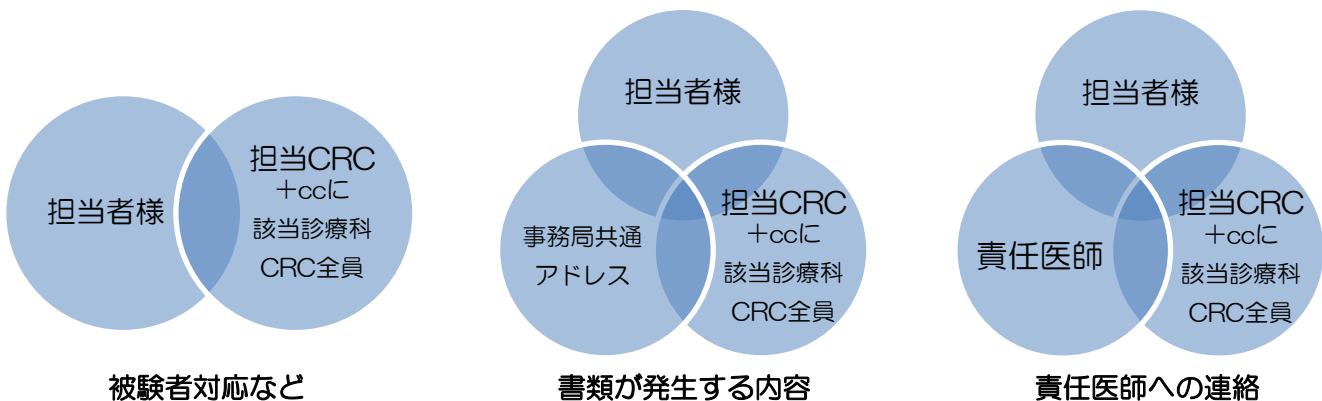 担当者様
担当CRC
+ccに
該当診療科
CRC全員
被験者対応など
担当者様
事務局共通
アドレス
担当CRC
+ccに
該当診療科
CRC全員
書類が発生する内容
担当者様
責任医師
担当CRC
+ccに
該当診療科
CRC全員
責任医師への連絡